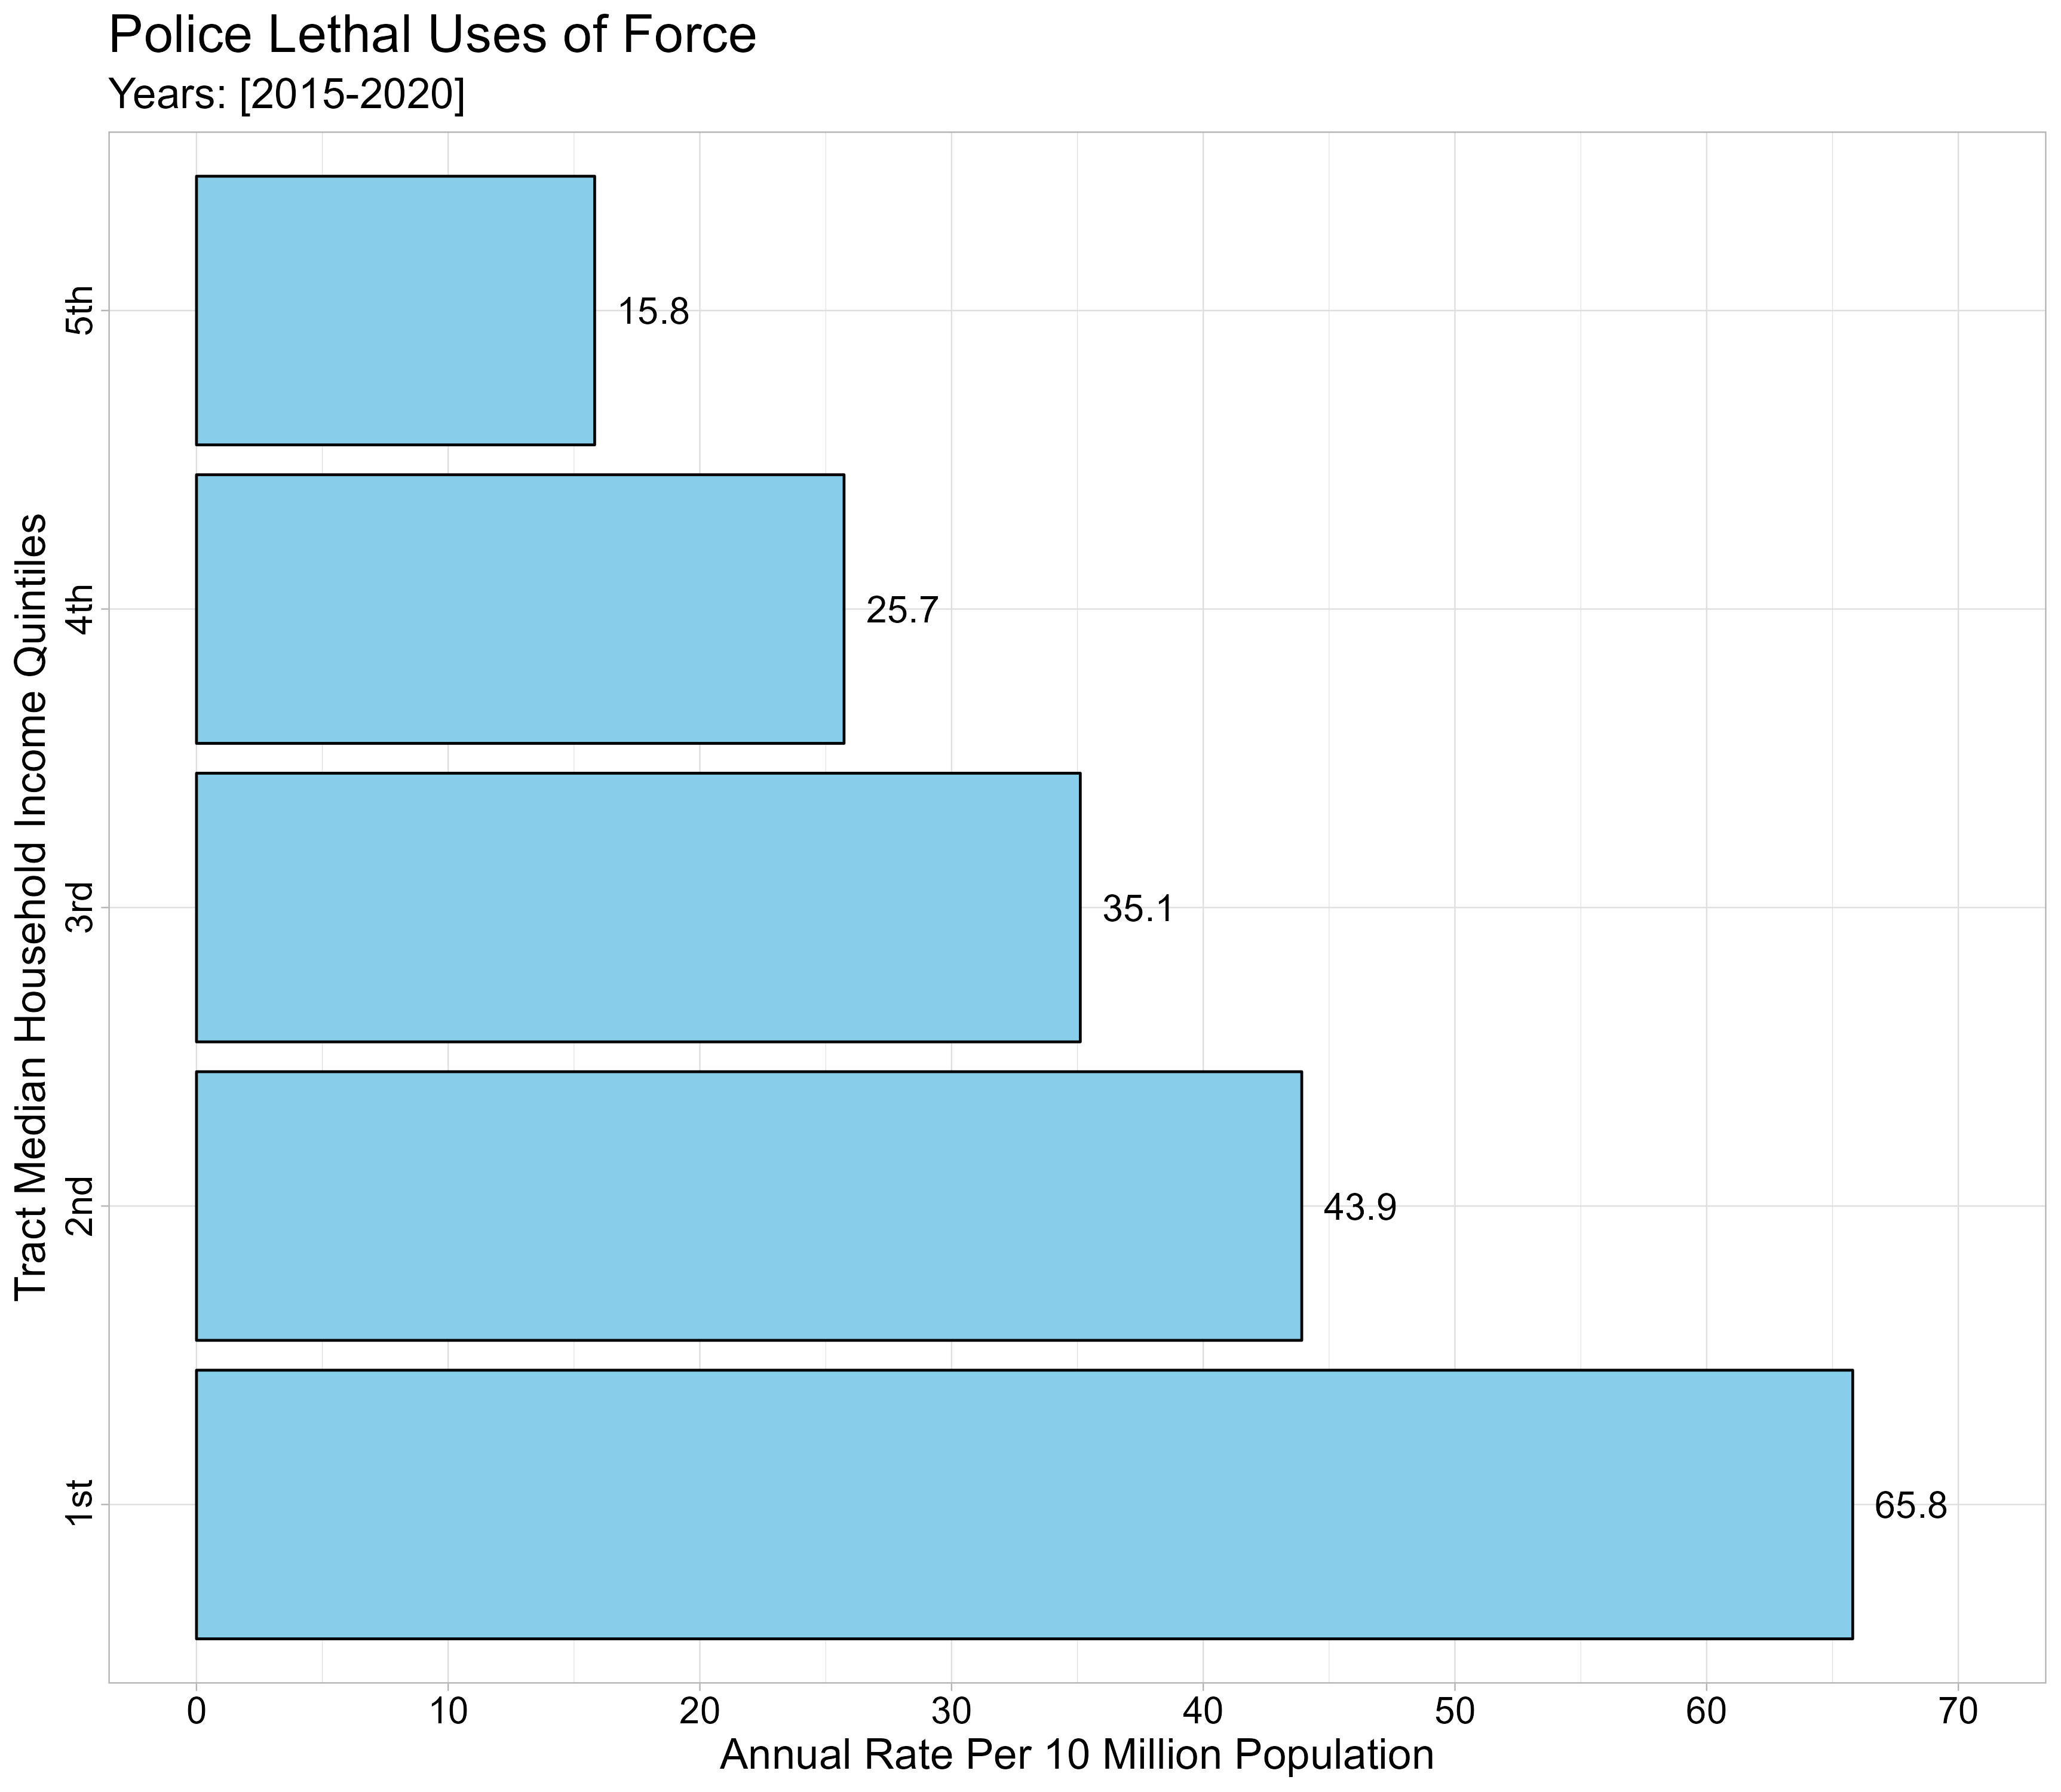 Police Lethal Uses of Force
Years: [2015-2020]
Tract Median Household Income Quintiles
5th
15.8
4th
25.7
3rd
35.1
2nd
43.9
1st
65.8
0 10 20 30 40 50 60 70
Annual Rate Per 10 Million Population